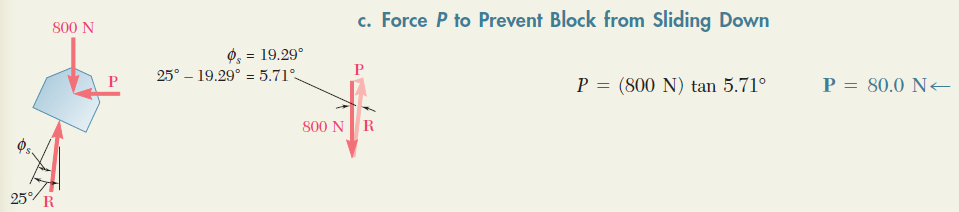 c. Force P to Prevent Block from Sliding Down
800 N
P
ϕs
25°
R
ϕs = 19.29°
25° – 19.29° = 5.71°
P
800 N
R
P = (800 N) tan 5.71°
P = 80.0 N←